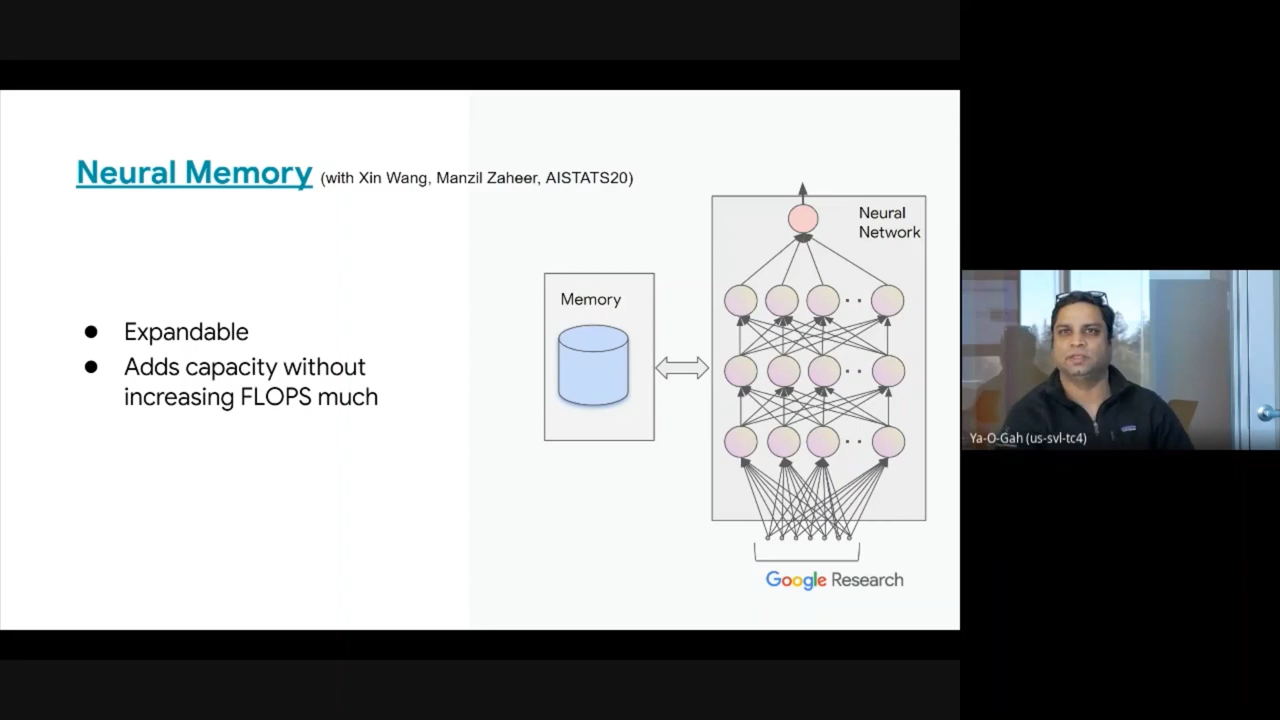 Neural Memory (with Xin Wang, Manzil Zaheer, AISTATS20)
Expandable
Adds capacity without
increasing FLOPS much
Memory
Neural
Network
Google Research
Ya-O-Gah (us-svl-tc4)